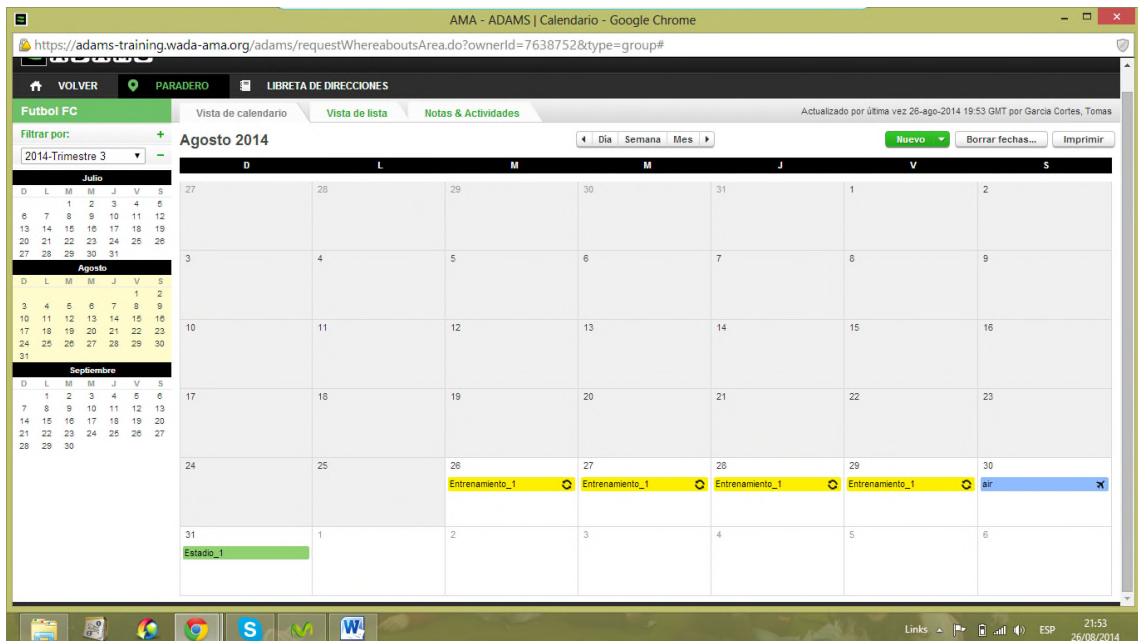 AMA - ADAMS | Calendario - Google Chrome
https://adams-training.wada-ama.org/adams/requestWhereaboutsArea.do?ownerId=7638752&type=group#
VOLVER PARADERO LIBRETA DE DIRECCIONES
Futbol FC
Vista de calendario Vista de lista Notas & Actividades
Actualizado por última vez 26-ago-2014 19:53 GMT por Garcia Cortes, Tomas
Filtrar por: +
2014-Trimestre 3 −
Agosto 2014
Día Semana Mes
Nuevo Borrar fechas... Imprimir
Julio
D L M M J V S
1 2 3 4 5
6 7 8 9 10 11 12
13 14 15 16 17 18 19
20 21 22 23 24 25 26
27 28 29 30 31
Agosto
D L M M J V S
1 2
3 4 5 6 7 8 9
10 11 12 13 14 15 16
17 18 19 20 21 22 23
24 25 26 27 28 29 30
31
Septiembre
D L M M J V S
1 2 3 4 5 6
7 8 9 10 11 12 13
14 15 16 17 18 19 20
21 22 23 24 25 26 27
28 29 30
D L M M J V S
27 28 29 30 31 1 2
3 4 5 6 7 8 9
10 11 12 13 14 15 16
17 18 19 20 21 22 23
24 25 26 27 28 29 30
Entrenamiento_1 Entrenamiento_1 Entrenamiento_1 Entrenamiento_1 air
31 1 2 3 4 5 6
Estadio_1
Links ESP
21:53
26/08/2014